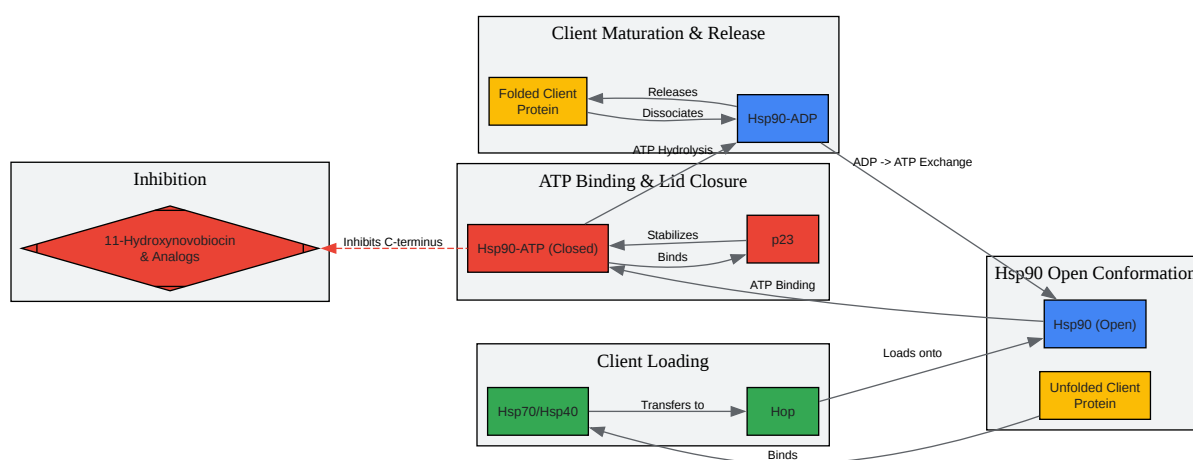 Client Maturation & Release
Folded Client
Protein
Releases
Dissociates
Hsp90-ADP
ATP Hydrolysis
ADP -> ATP Exchange
Inhibition
11-Hydroxynovobiocin
& Analogs
Inhibits C-terminus
ATP Binding & Lid Closure
Hsp90-ATP (Closed)
Stabilizes
Binds
p23
ATP Binding
Hsp90 Open Conformation
Hsp90 (Open)
Unfolded Client
Protein
Client Loading
Hsp70/Hsp40
Transfers to
Hop
Loads onto
Binds